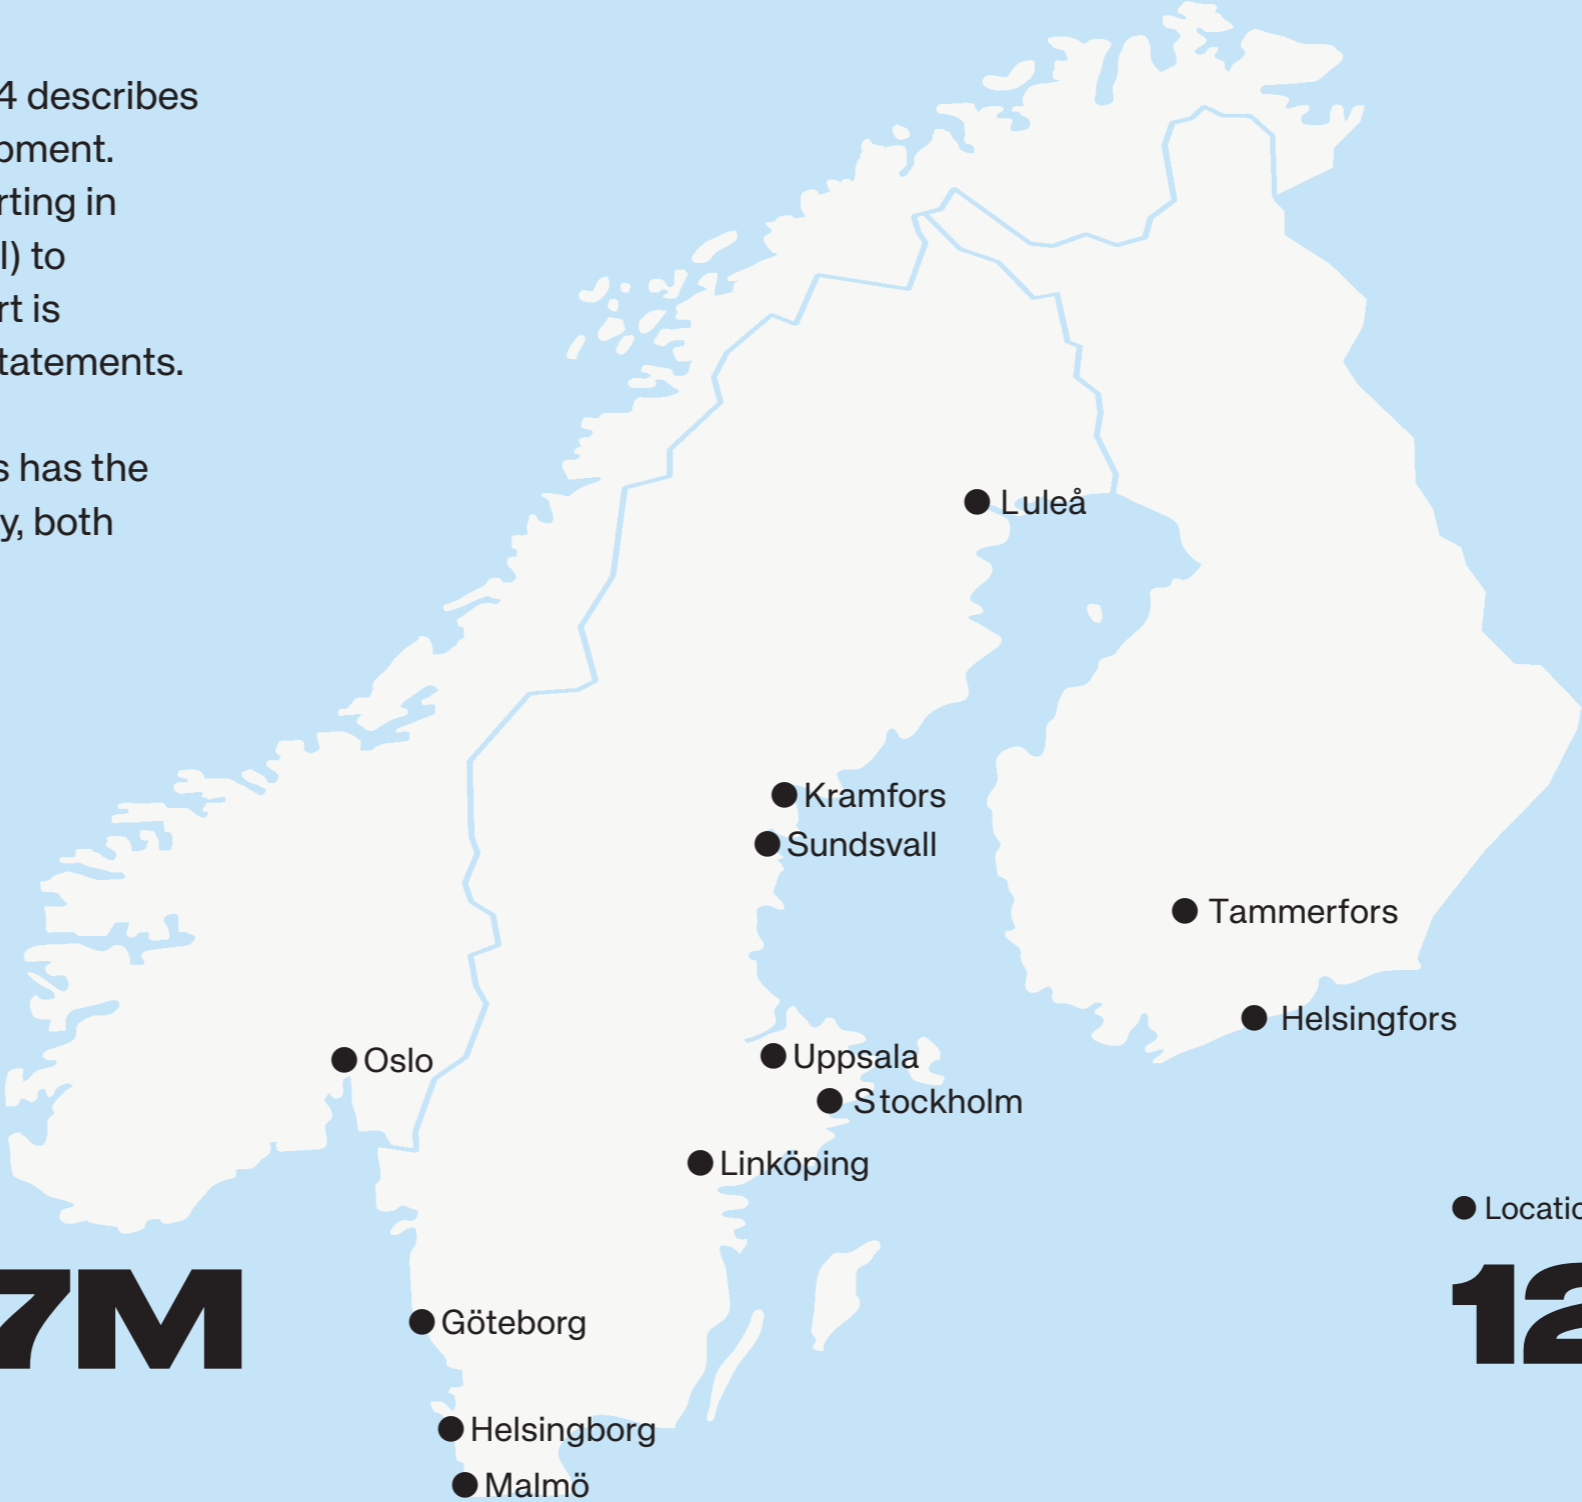 4 describes
pment.
rting in
I) to
rt is
tatements.
s has the
y, both
Luleå
Kramfors
Sundsvall
Tammerfors
Helsingfors
Oslo
Uppsala
Stockholm
Linköping
Locatio
7M
12
Göteborg
Helsingborg
Malmö